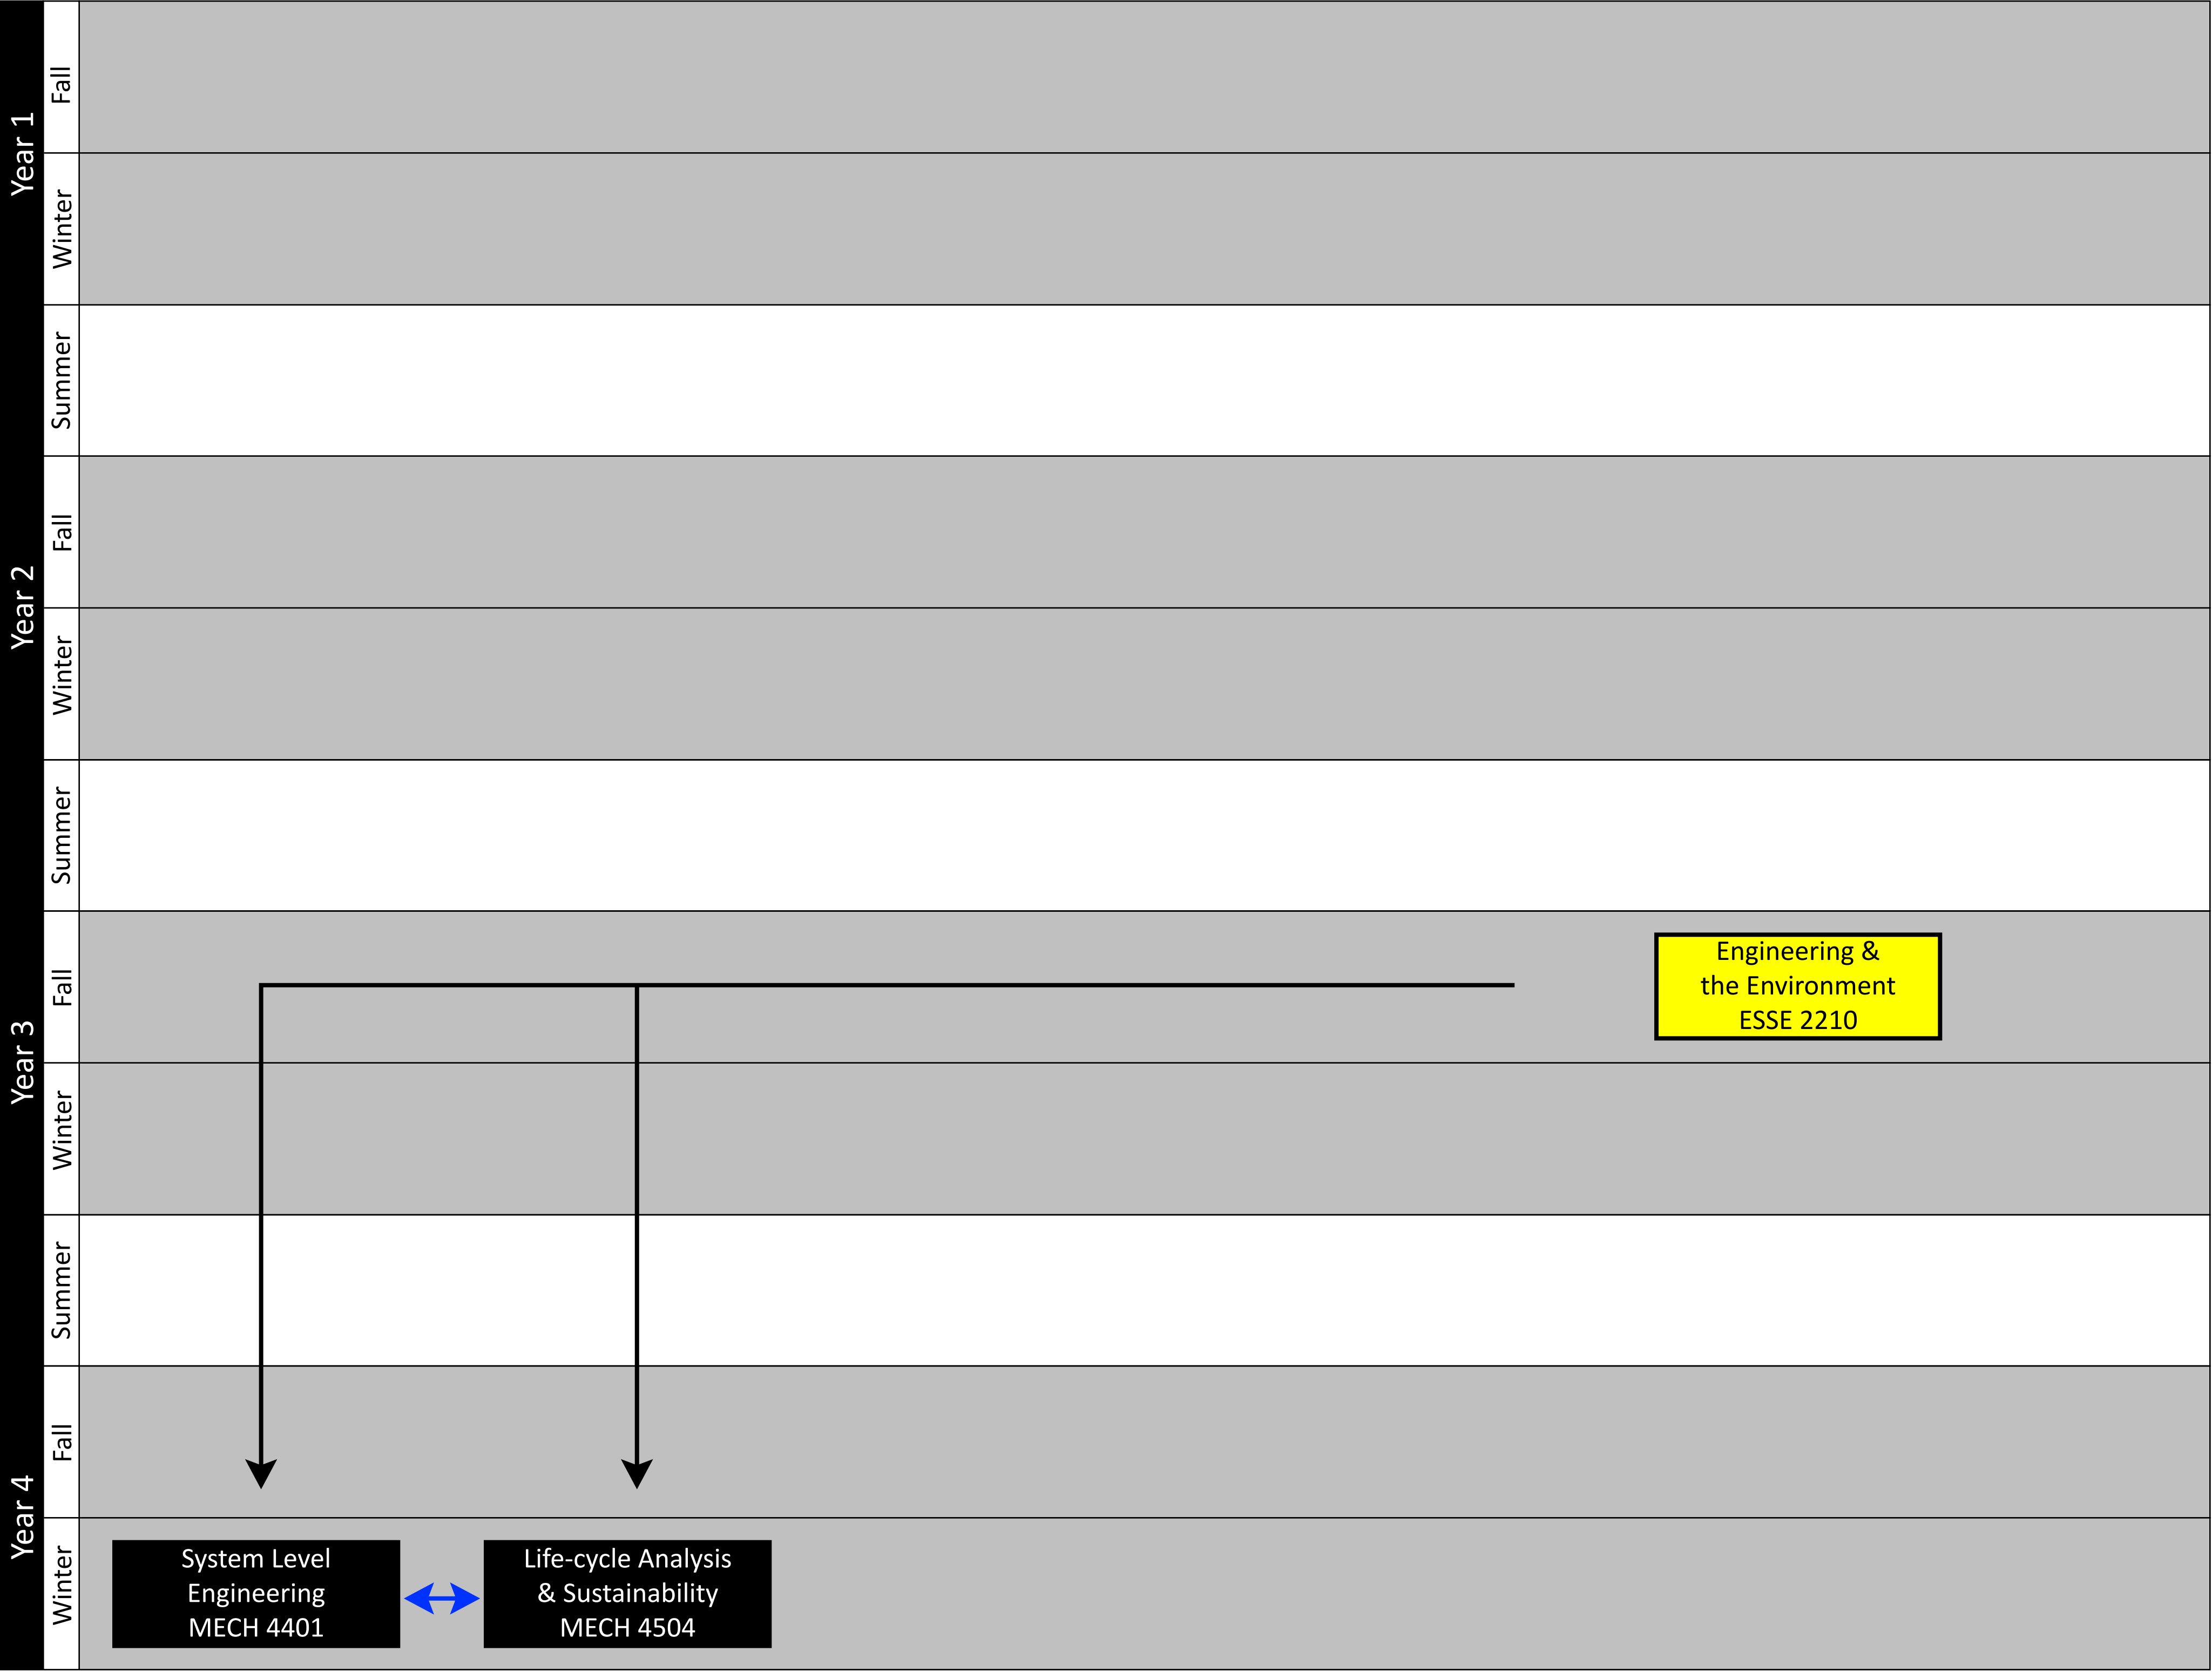 Year 1
Fall
Winter
Summer
Year 2
Fall
Winter
Summer
Year 3
Fall
Engineering &
the Environment
ESSE 2210
Winter
Summer
Year 4
Fall
Winter
System Level
Engineering
MECH 4401
Life-cycle Analysis
& Sustainability
MECH 4504